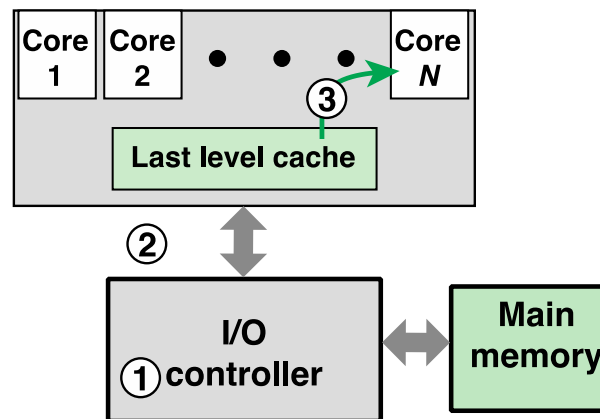 Core
1
Core
2
Core
N
3
Last level cache
2
I/O
1 controller
Main
memory